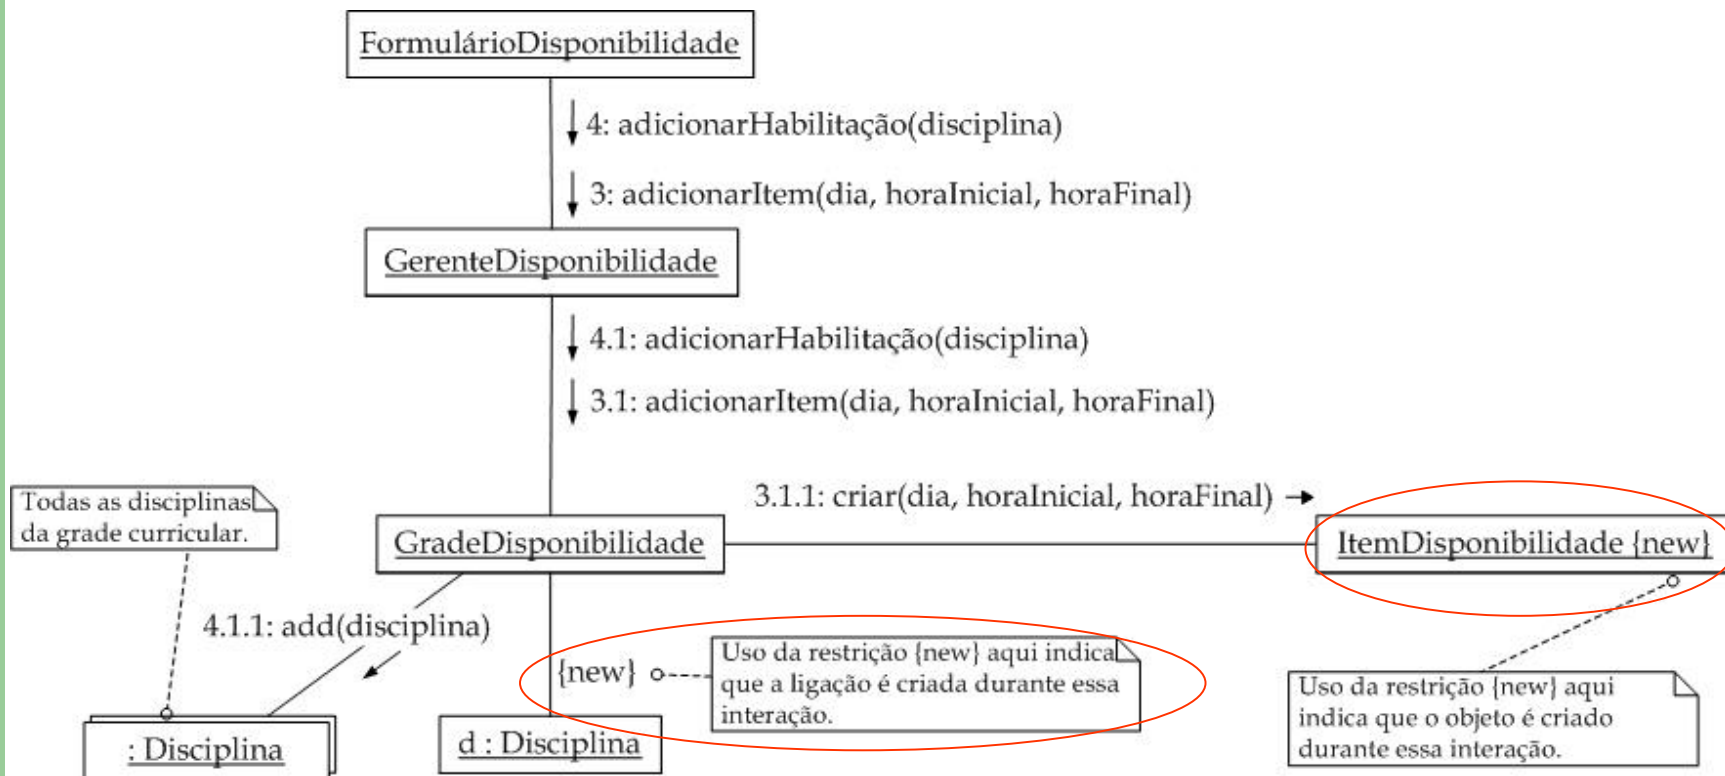 FormulárioDisponibilidade
4: adicionarHabilitação(disciplina)
3: adicionarItem(dia, horaInicial, horaFinal)
GerenteDisponibilidade
4.1: adicionarHabilitação(disciplina)
3.1: adicionarItem(dia, horaInicial, horaFinal)
Todas as disciplinas
da grade curricular.
3.1.1: criar(dia, horaInicial, horaFinal)
GradeDisponibilidade
ItemDisponibilidade {new}
4.1.1: add(disciplina)
{new}
Uso da restrição {new} aqui indica
que a ligação é criada durante essa
interação.
Uso da restrição {new} aqui
indica que o objeto é criado
durante essa interação.
: Disciplina
d : Disciplina